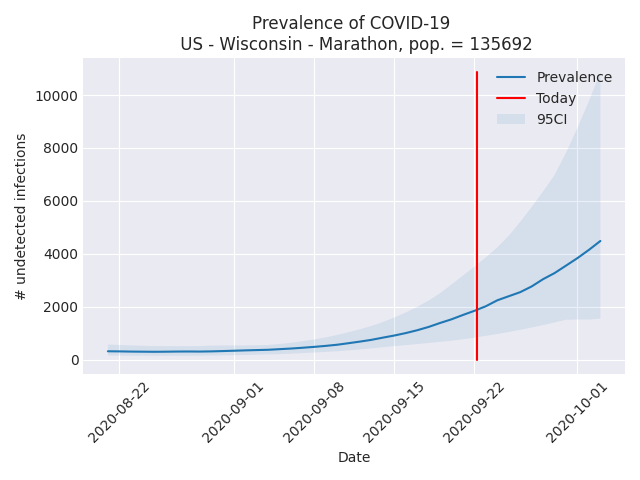 Prevalence of COVID-19
US - Wisconsin - Marathon, pop. = 135692
Prevalence
Today
95CI
# undetected infections
10000
8000
6000
4000
2000
0
2020-08-22
2020-09-01
2020-09-08
2020-09-15
2020-09-22
2020-10-01
Date